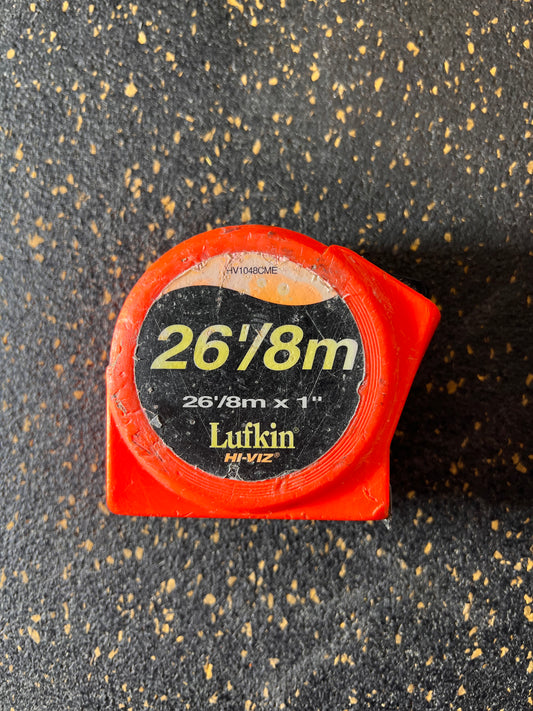 HV1048CME
26'/8m
26'/8m x 1"
Lufkin®
HI-VIZ®